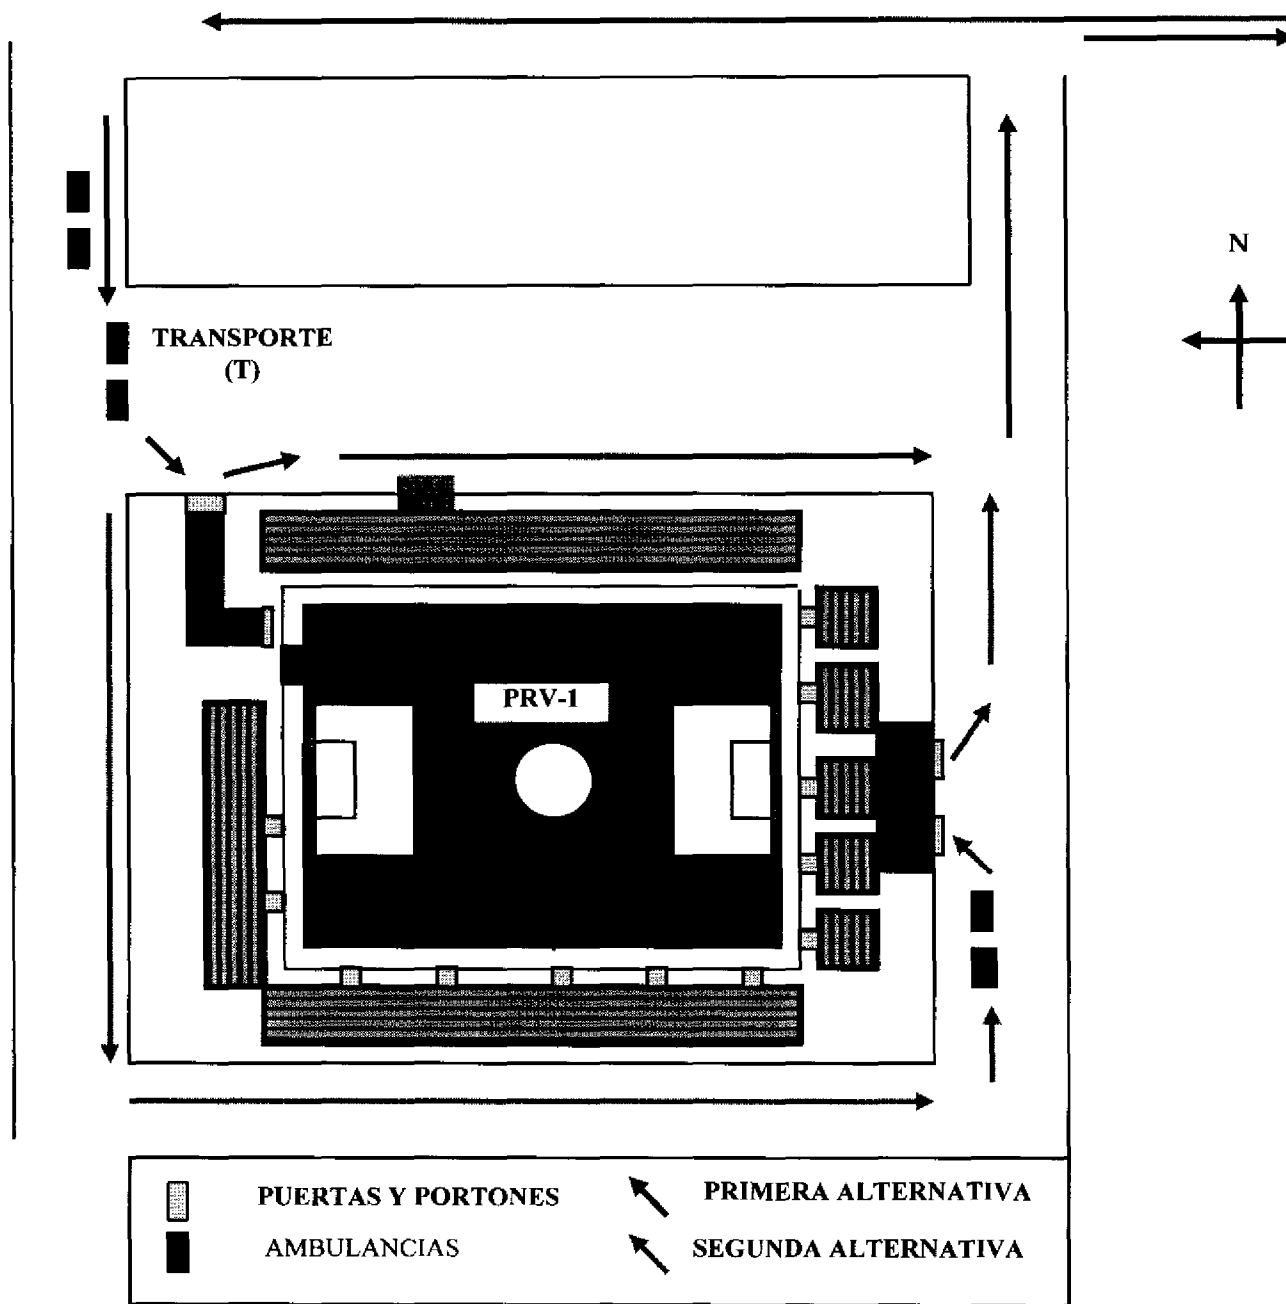 N
TRANSPORTE
(T)
PRV-1
PUERTAS Y PORTONES
PRIMERA ALTERNATIVA
AMBULANCIAS
SEGUNDA ALTERNATIVA